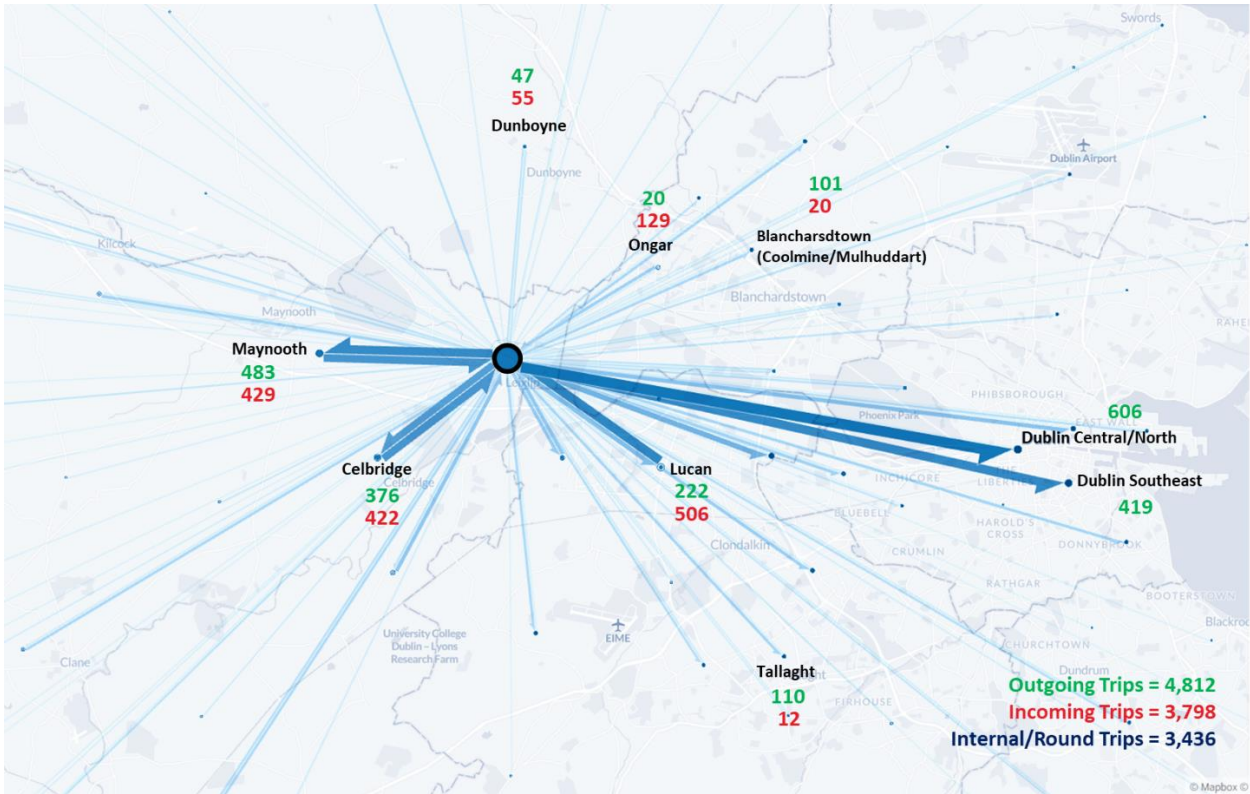 Swords
47
55
Dunboyne
Dunboyne
Dublin Airport
20
129
Ongar
101
20
Blancharsdtown
(Coolmine/Mulhuddart)
Kilcock
Blanchardstown
Maynooth
Maynooth
483
429
PHIBSBOROUGH
Phoenix Park
EAST WALL
606
Dublin Central/North
Celbridge
Celbridge
376
422
Lucan
222
506
Dublin Southeast
419
INCHICORE
THE
LIBERTIES
BLUEBELL
HAROLD'S
CROSS
DONNYBROOK
Clondalkin
CRUMLIN
RATHGAR
BOOTERSTOWN
EIME
University College
Dublin – Lyons
Research Farm
Clane
CHURCHTOWN
Dundrum
Tallaght
110
12
FIRHOUSE
Outgoing Trips = 4,812
Incoming Trips = 3,798
Internal/Round Trips = 3,436
© Mapbox ©